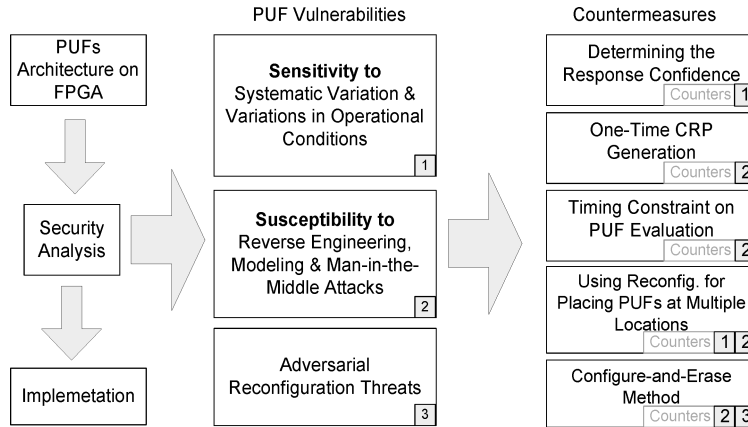 PUF Vulnerabilities
Countermeasures
PUFs
Architecture on
FPGA
Security
Analysis
Implemetation
Sensitivity to
Systematic Variation &
Variations in Operational
Conditions
1
Susceptibility to
Reverse Engineering,
Modeling & Man-in-the-
Middle Attacks
2
Adversarial
Reconfiguration Threats
3
Determining the
Response Confidence
Counters 1
One-Time CRP
Generation
Counters 2
Timing Constraint on
PUF Evaluation
Counters 2
Using Reconfig. for
Placing PUFs at Multiple
Locations
Counters 1 2
Configure-and-Erase
Method
Counters 2 3